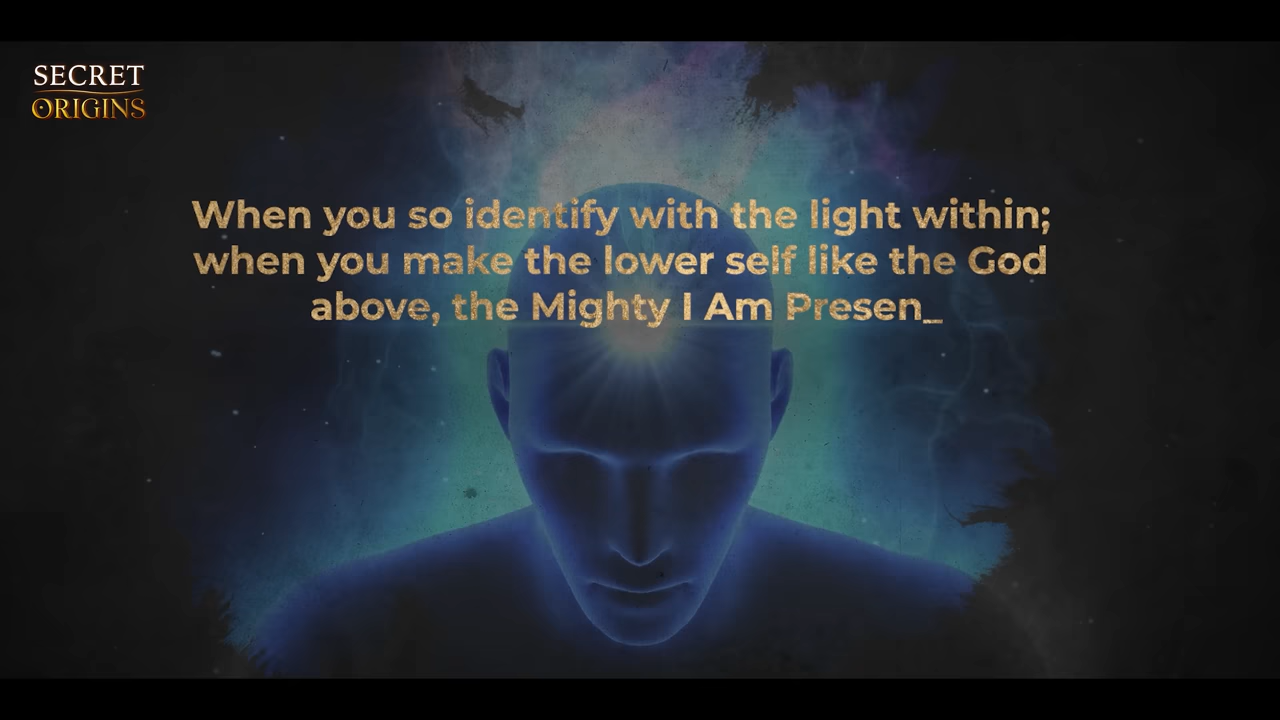 SECRET
ORIGINS
When you so identify with the light within;
when you make the lower self like the God
above, the Mighty I Am Presen_